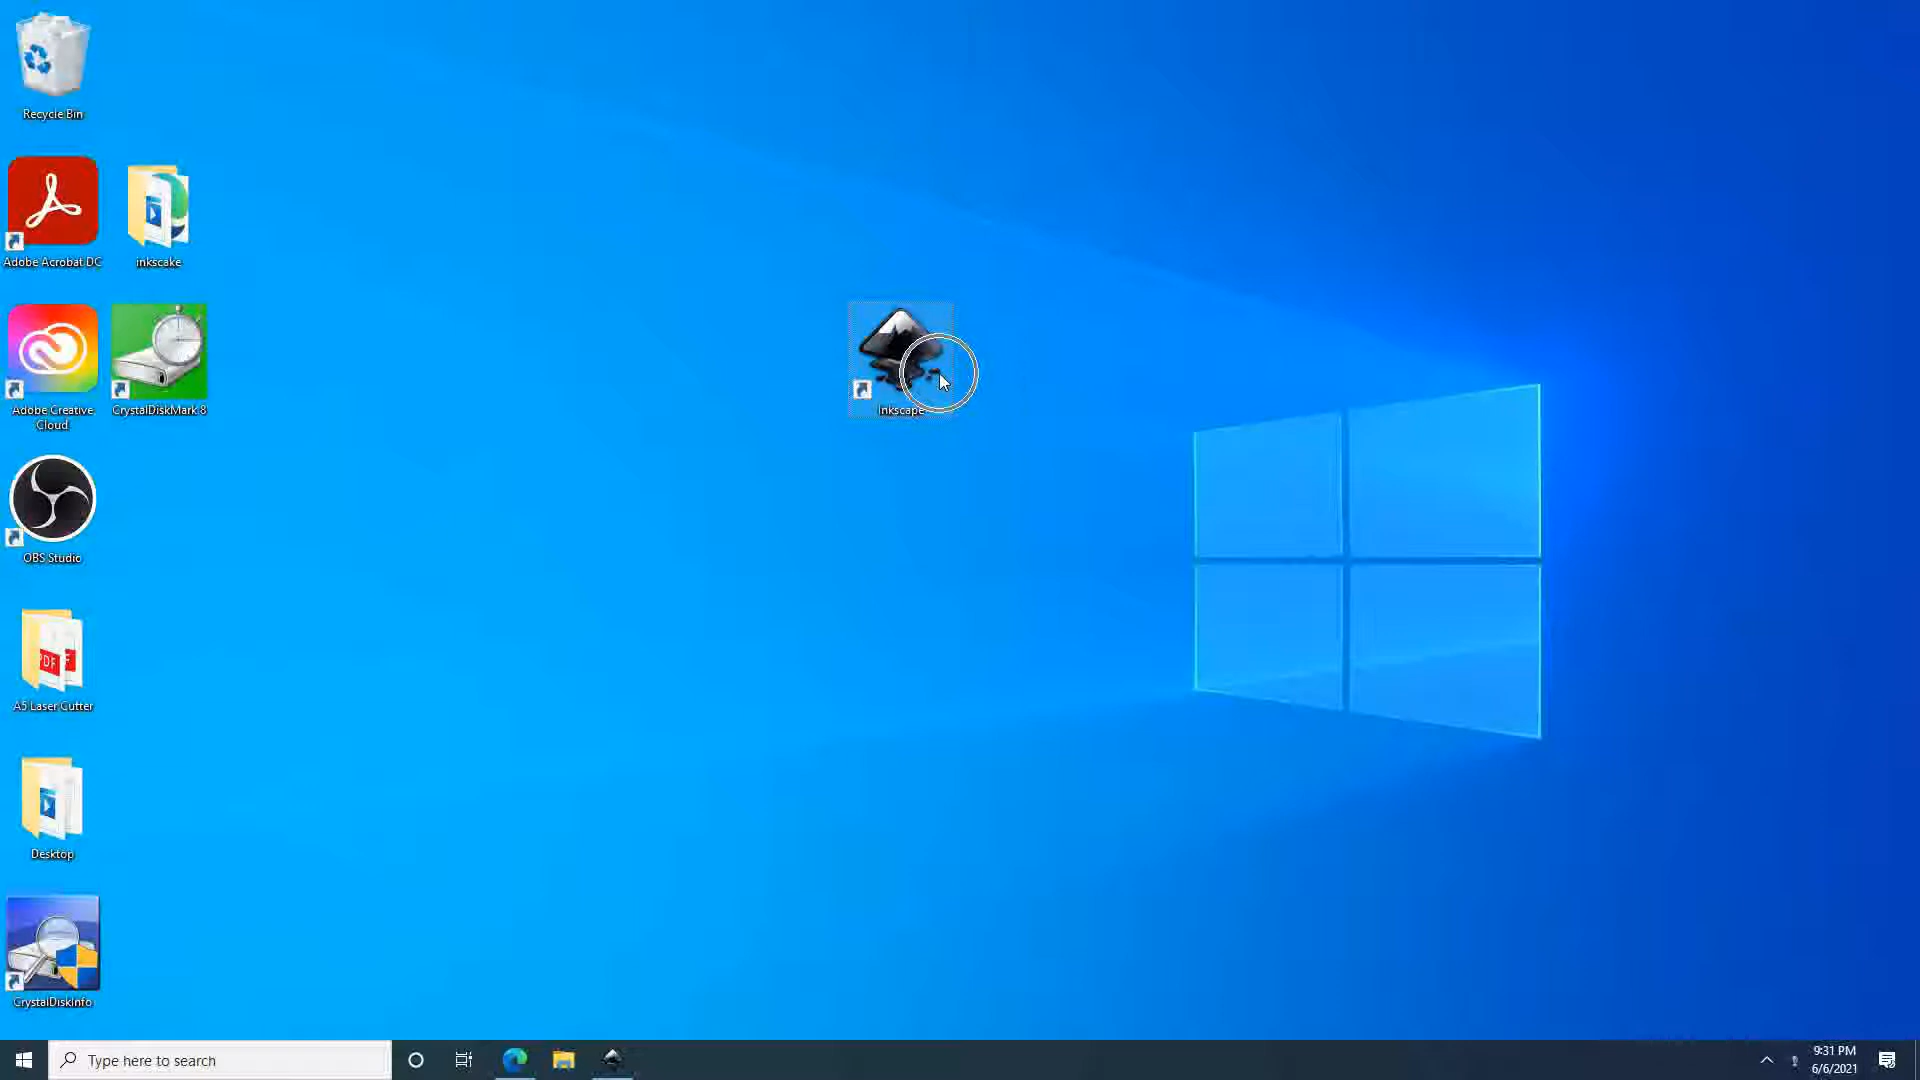 Recycle Bin
Adobe Acrobat DC
inkscake
Inkscape
Adobe Creative
Cloud
CrystalDiskMark 8
OBS Studio
PDF
F
A5 Laser Cutter
Desktop
CrystalDiskInfo
Type here to search
9:31 PM
6/6/2021